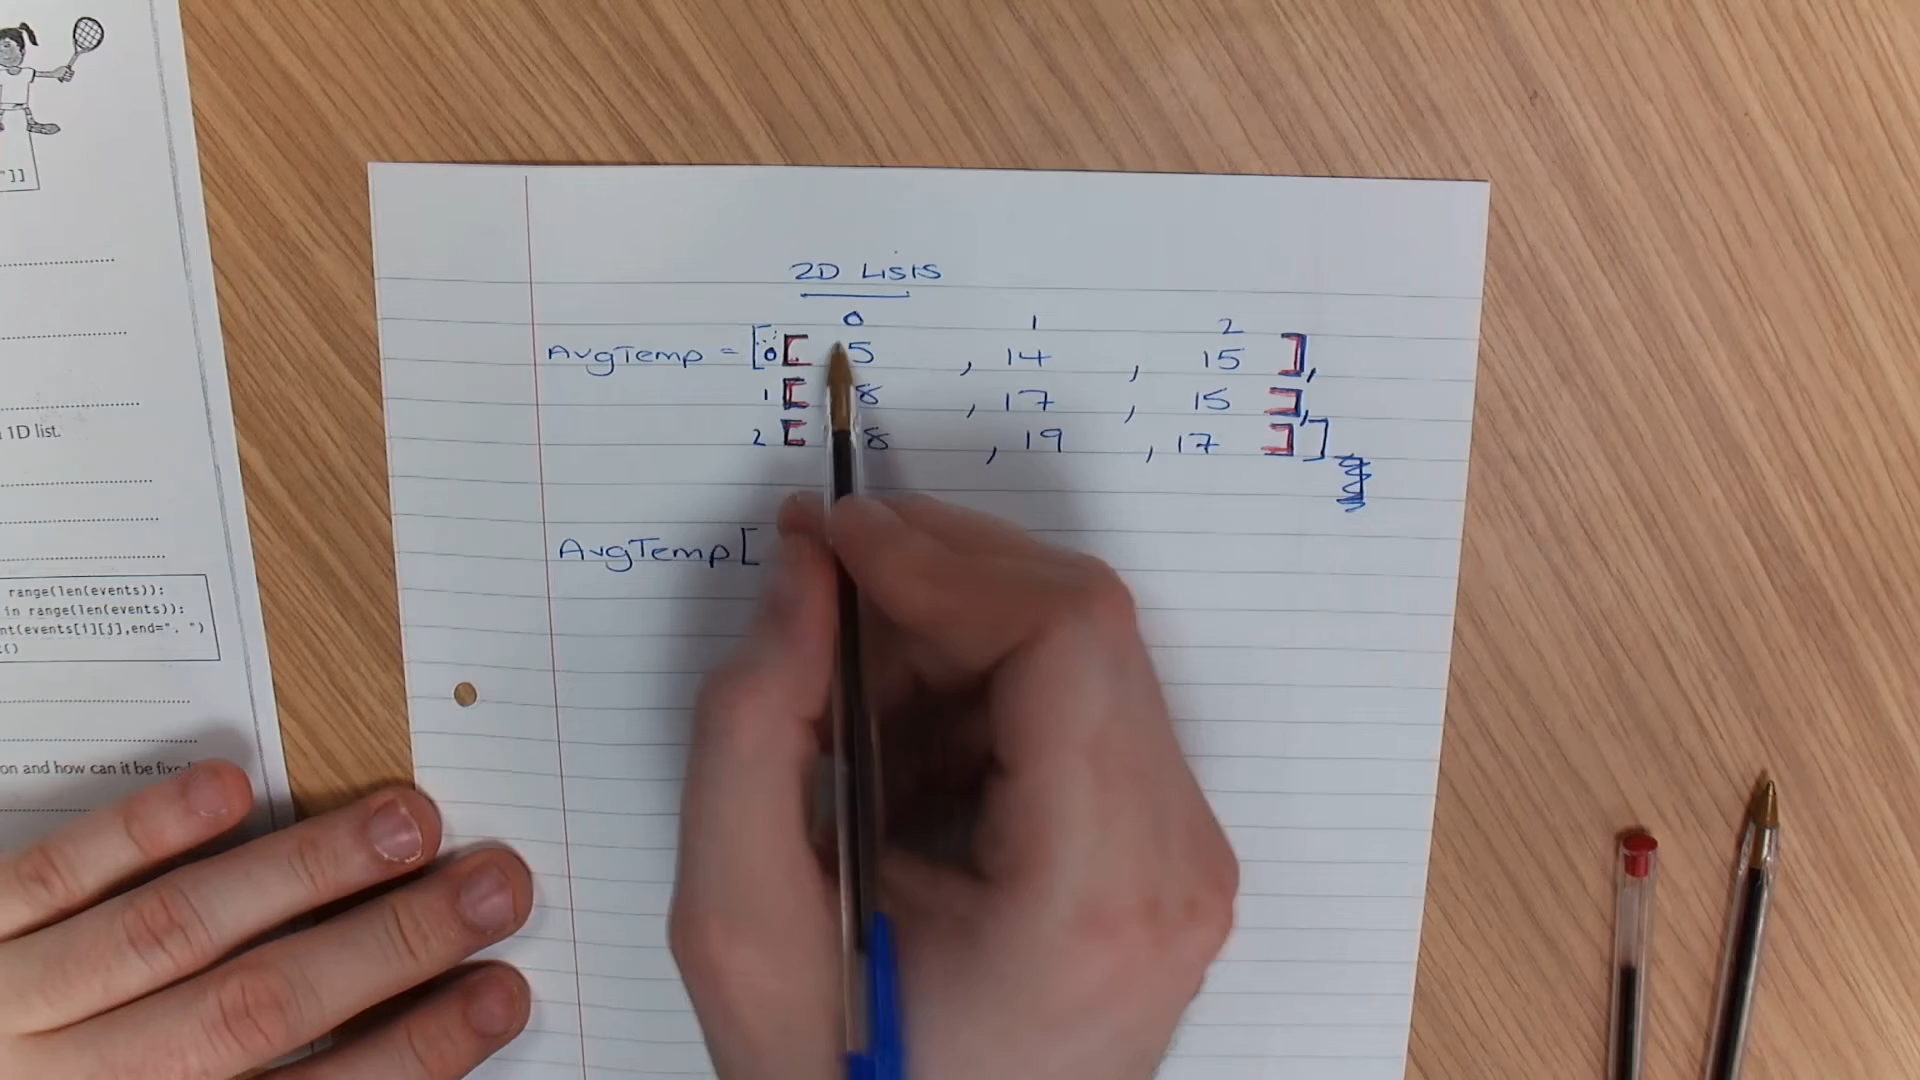 "]]
1D list.
range(len(events)):
in range(len(events)):
nt(events[i][j],end=". ")
t()
on and how can it be fixed
2D Lists
0 1 2
AvgTemp = [0[ 5 , 14 , 15 ],
1[ 8 , 17 , 15 ],
2[ 8 , 19 , 17 ]]
AvgTemp[